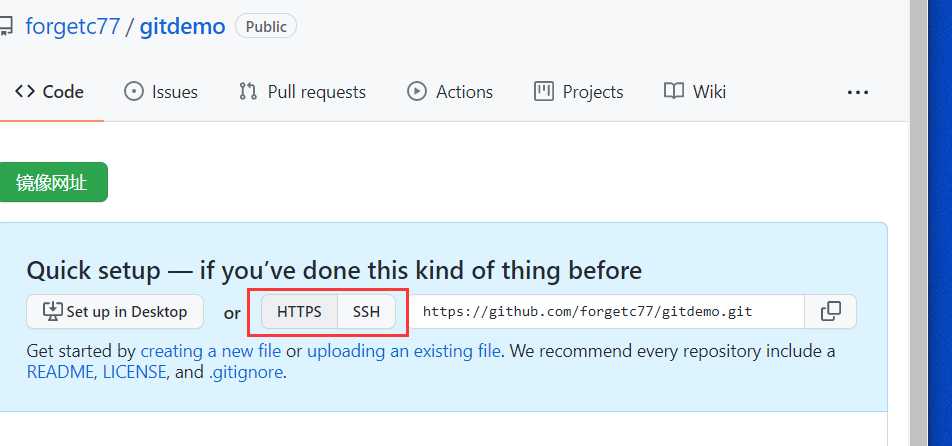 forgetc77 / gitdemo Public
Code Issues Pull requests Actions Projects Wiki ...
镜像网址
Quick setup — if you've done this kind of thing before
Set up in Desktop or HTTPS SSH https://github.com/forgetc77/gitdemo.git
Get started by creating a new file or uploading an existing file. We recommend every repository include a
README, LICENSE, and .gitignore.